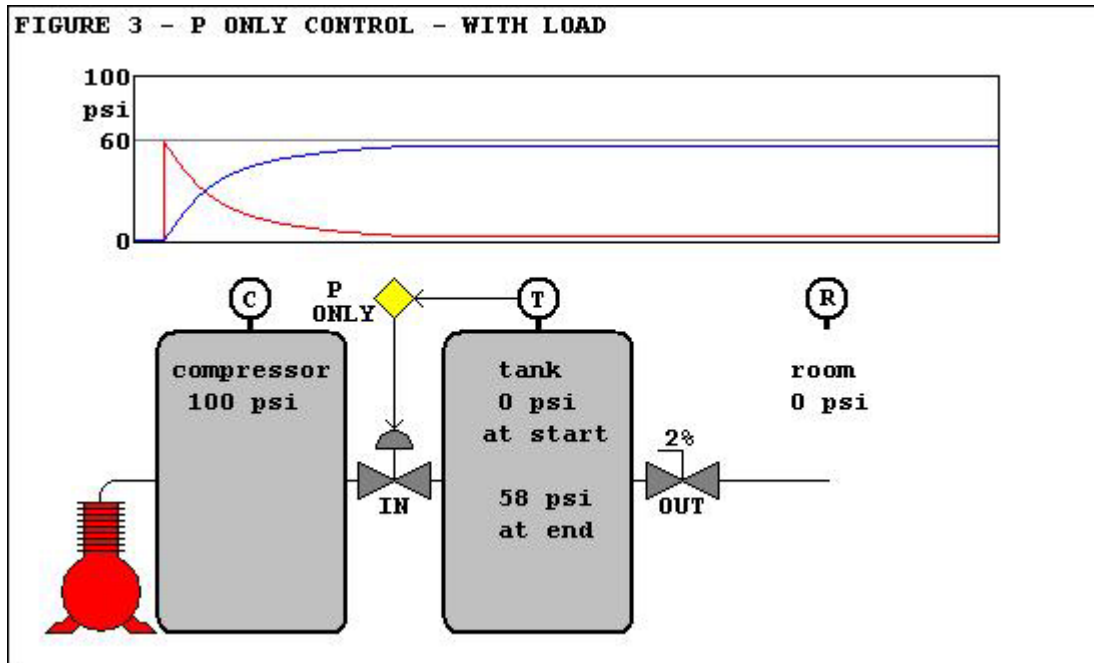 FIGURE 3 - P ONLY CONTROL - WITH LOAD
100
psi
60
0
C
P
ONLY
T
R
compressor
100 psi
tank
0 psi
at start
58 psi
at end
room
0 psi
2%
IN
OUT